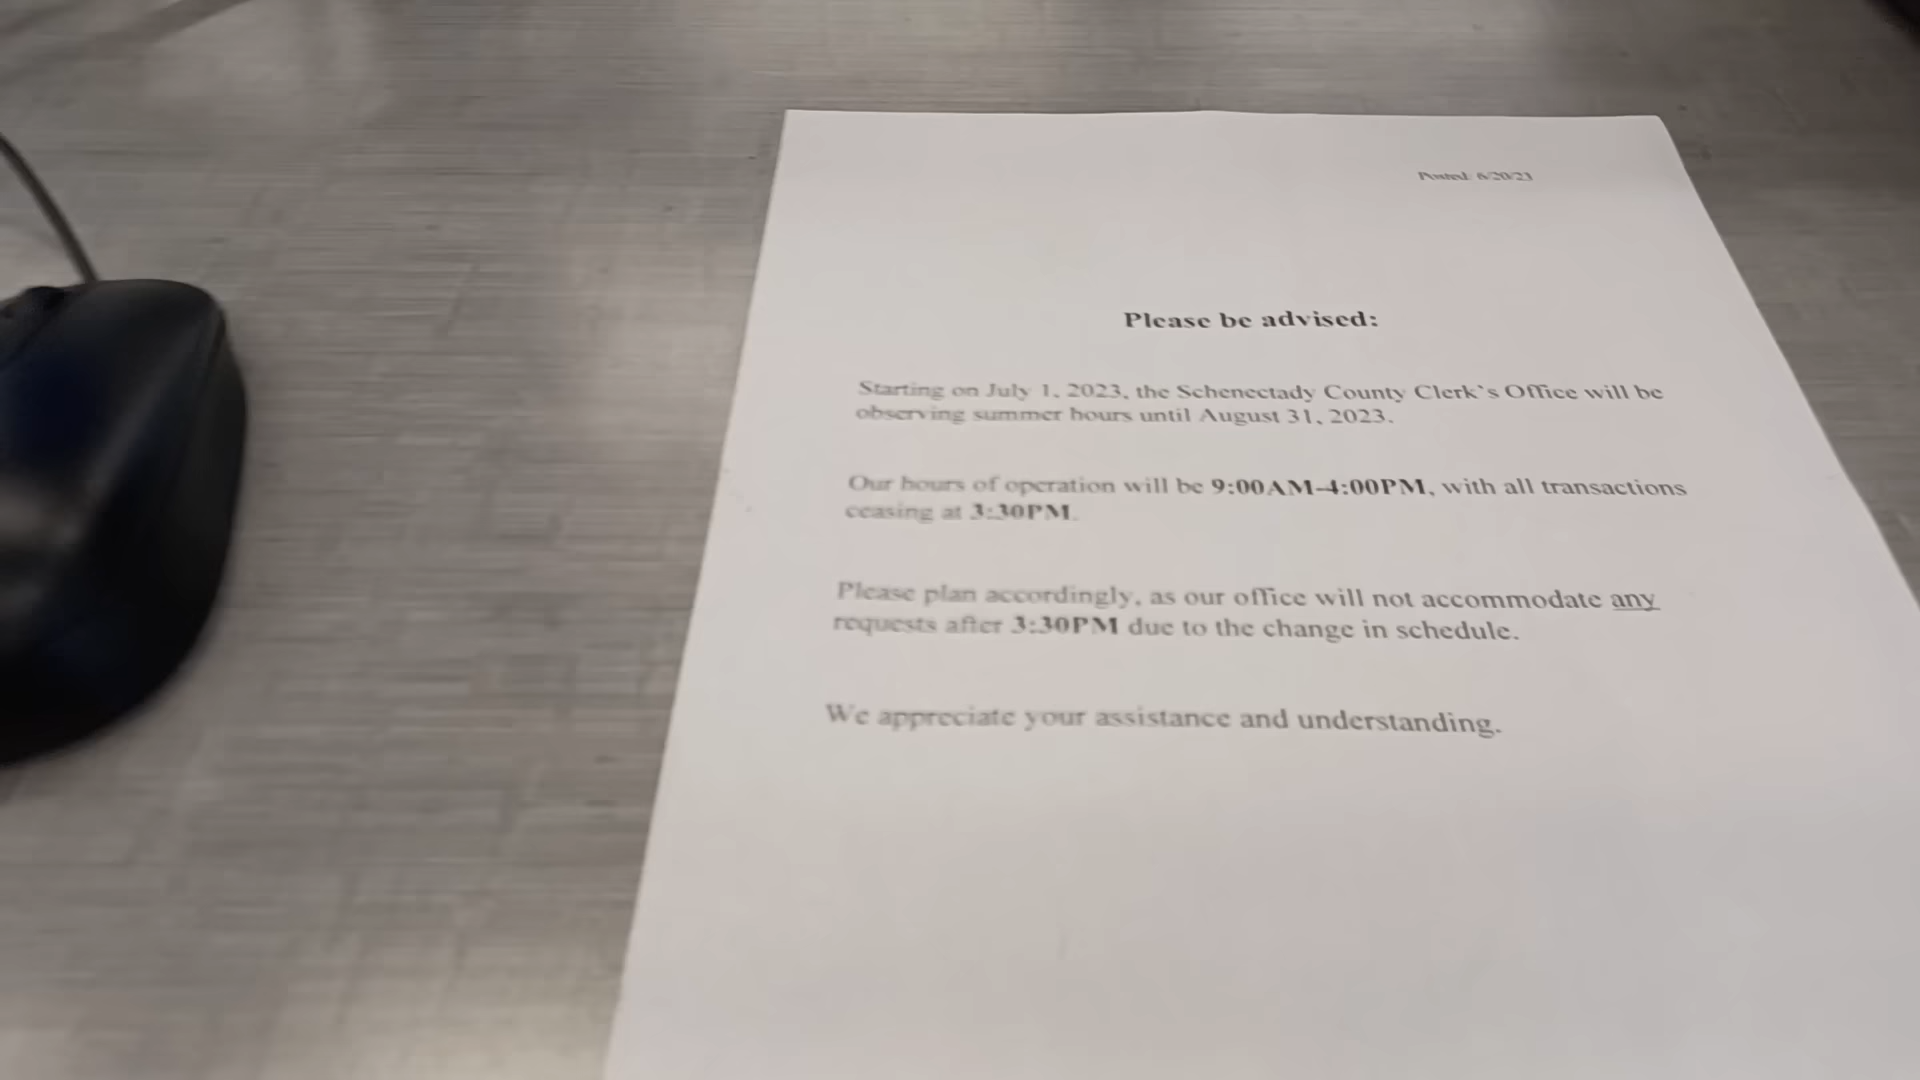 Posted: 6/20/23
Please be advised:
Starting on July 1, 2023, the Schenectady County Clerk's Office will be
observing summer hours until August 31, 2023.
Our hours of operation will be 9:00AM-4:00PM, with all transactions
ceasing at 3:30PM.
Please plan accordingly, as our office will not accommodate any
requests after 3:30PM due to the change in schedule.
We appreciate your assistance and understanding.